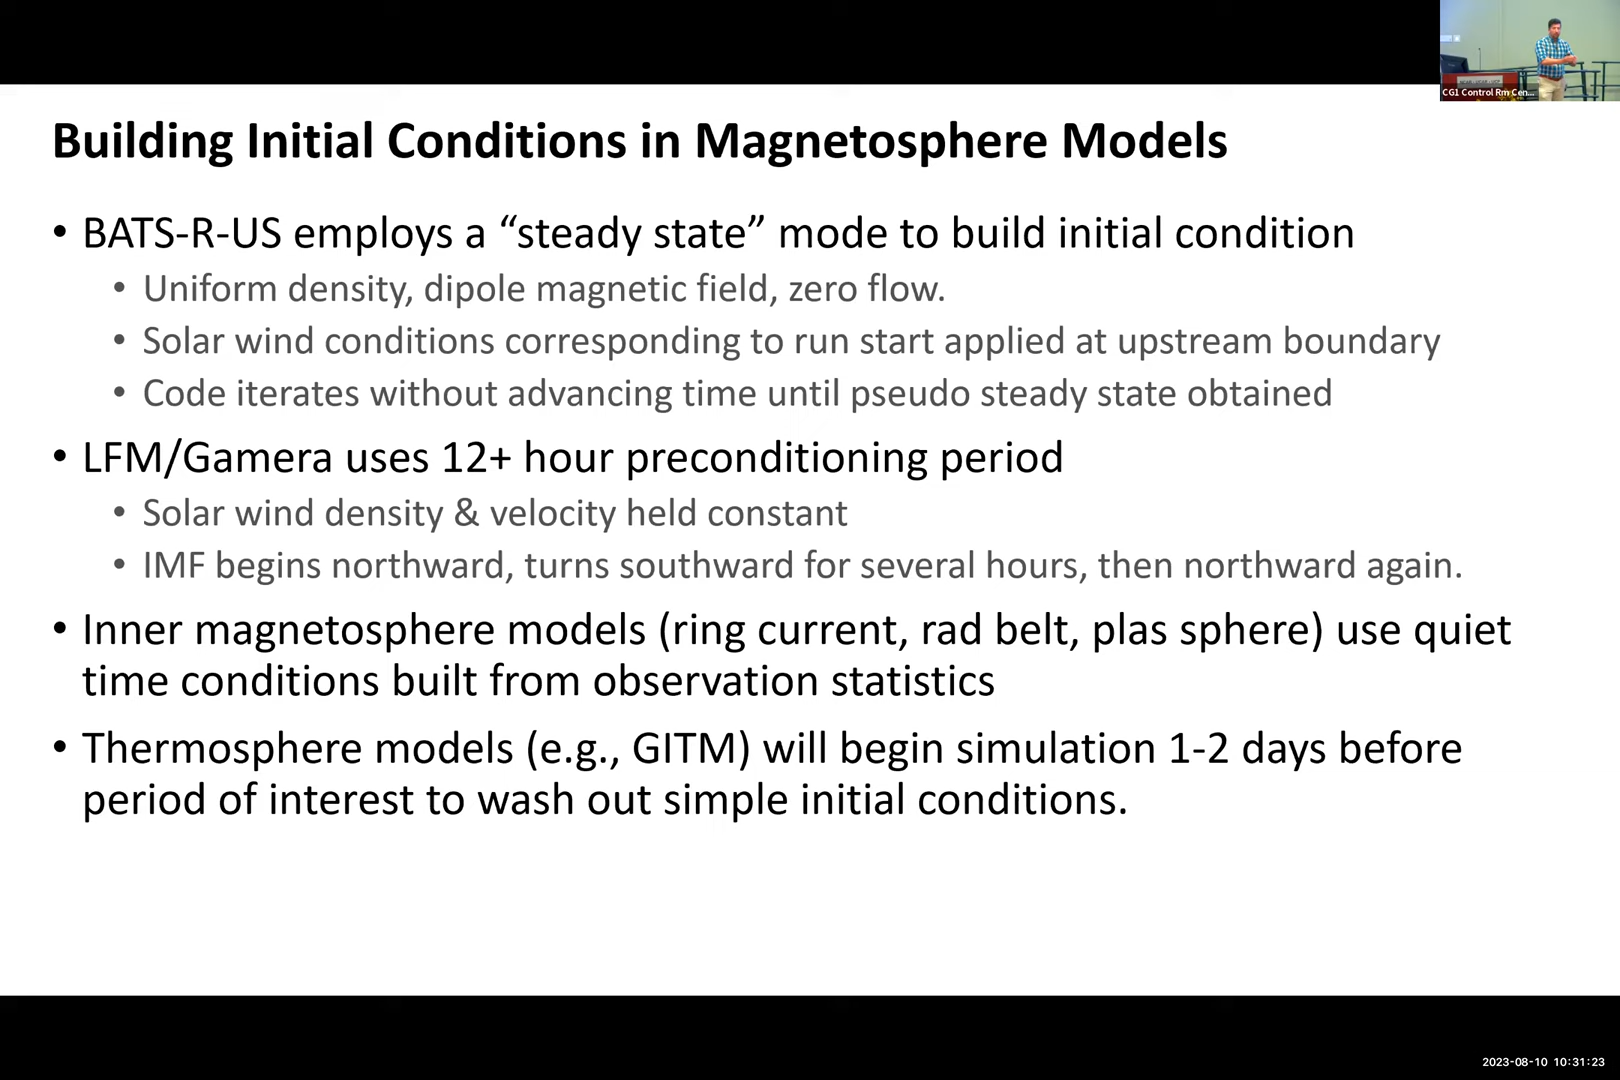 CG1 Control Rm Cen...
Building Initial Conditions in Magnetosphere Models
• BATS-R-US employs a “steady state” mode to build initial condition
• Uniform density, dipole magnetic field, zero flow.
• Solar wind conditions corresponding to run start applied at upstream boundary
• Code iterates without advancing time until pseudo steady state obtained
• LFM/Gamera uses 12+ hour preconditioning period
• Solar wind density & velocity held constant
• IMF begins northward, turns southward for several hours, then northward again.
• Inner magnetosphere models (ring current, rad belt, plas sphere) use quiet
time conditions built from observation statistics
• Thermosphere models (e.g., GITM) will begin simulation 1-2 days before
period of interest to wash out simple initial conditions.
2023-08-10 10:31:23